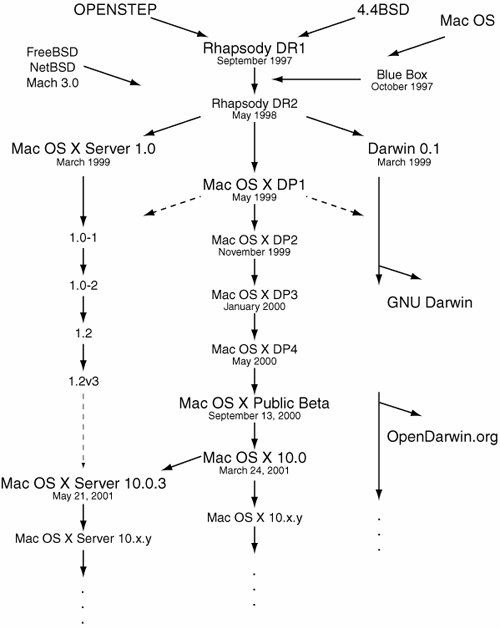 OPENSTEP
4.4BSD
Mac OS
Rhapsody DR1
September 1997
FreeBSD
NetBSD
Mach 3.0
Blue Box
October 1997
Rhapsody DR2
May 1998
Mac OS X Server 1.0
March 1999
Darwin 0.1
March 1999
Mac OS X DP1
May 1999
1.0-1
Mac OS X DP2
November 1999
1.0-2
Mac OS X DP3
January 2000
GNU Darwin
1.2
Mac OS X DP4
May 2000
1.2v3
Mac OS X Public Beta
September 13, 2000
OpenDarwin.org
Mac OS X 10.0
March 24, 2001
Mac OS X Server 10.0.3
May 21, 2001
Mac OS X 10.x.y
Mac OS X Server 10.x.y